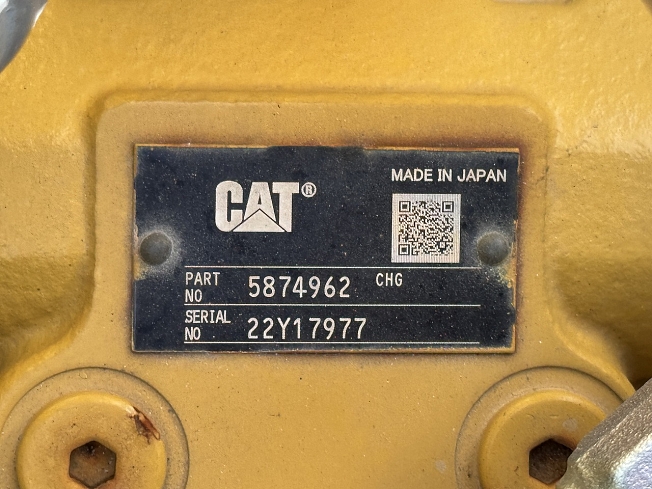 CAT®
MADE IN JAPAN
PART NO 5874962 CHG
SERIAL NO 22Y17977